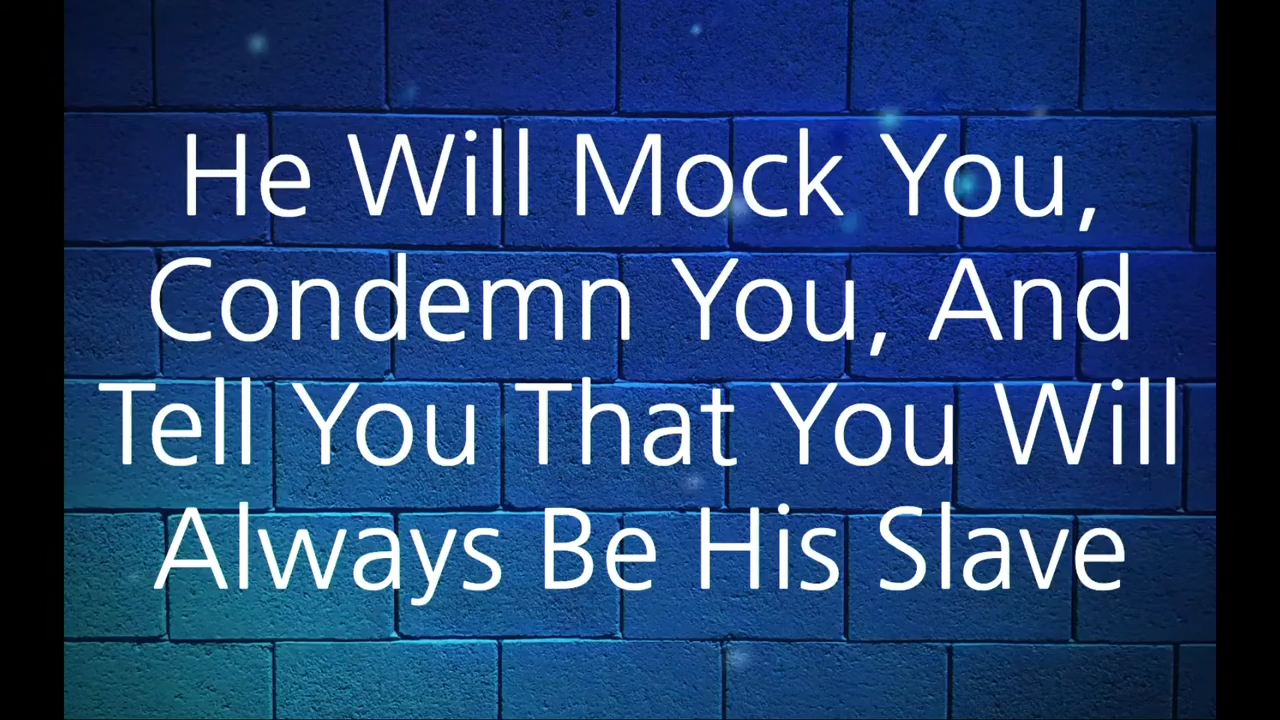 He Will Mock You,
Condemn You, And
Tell You That You Will
Always Be His Slave